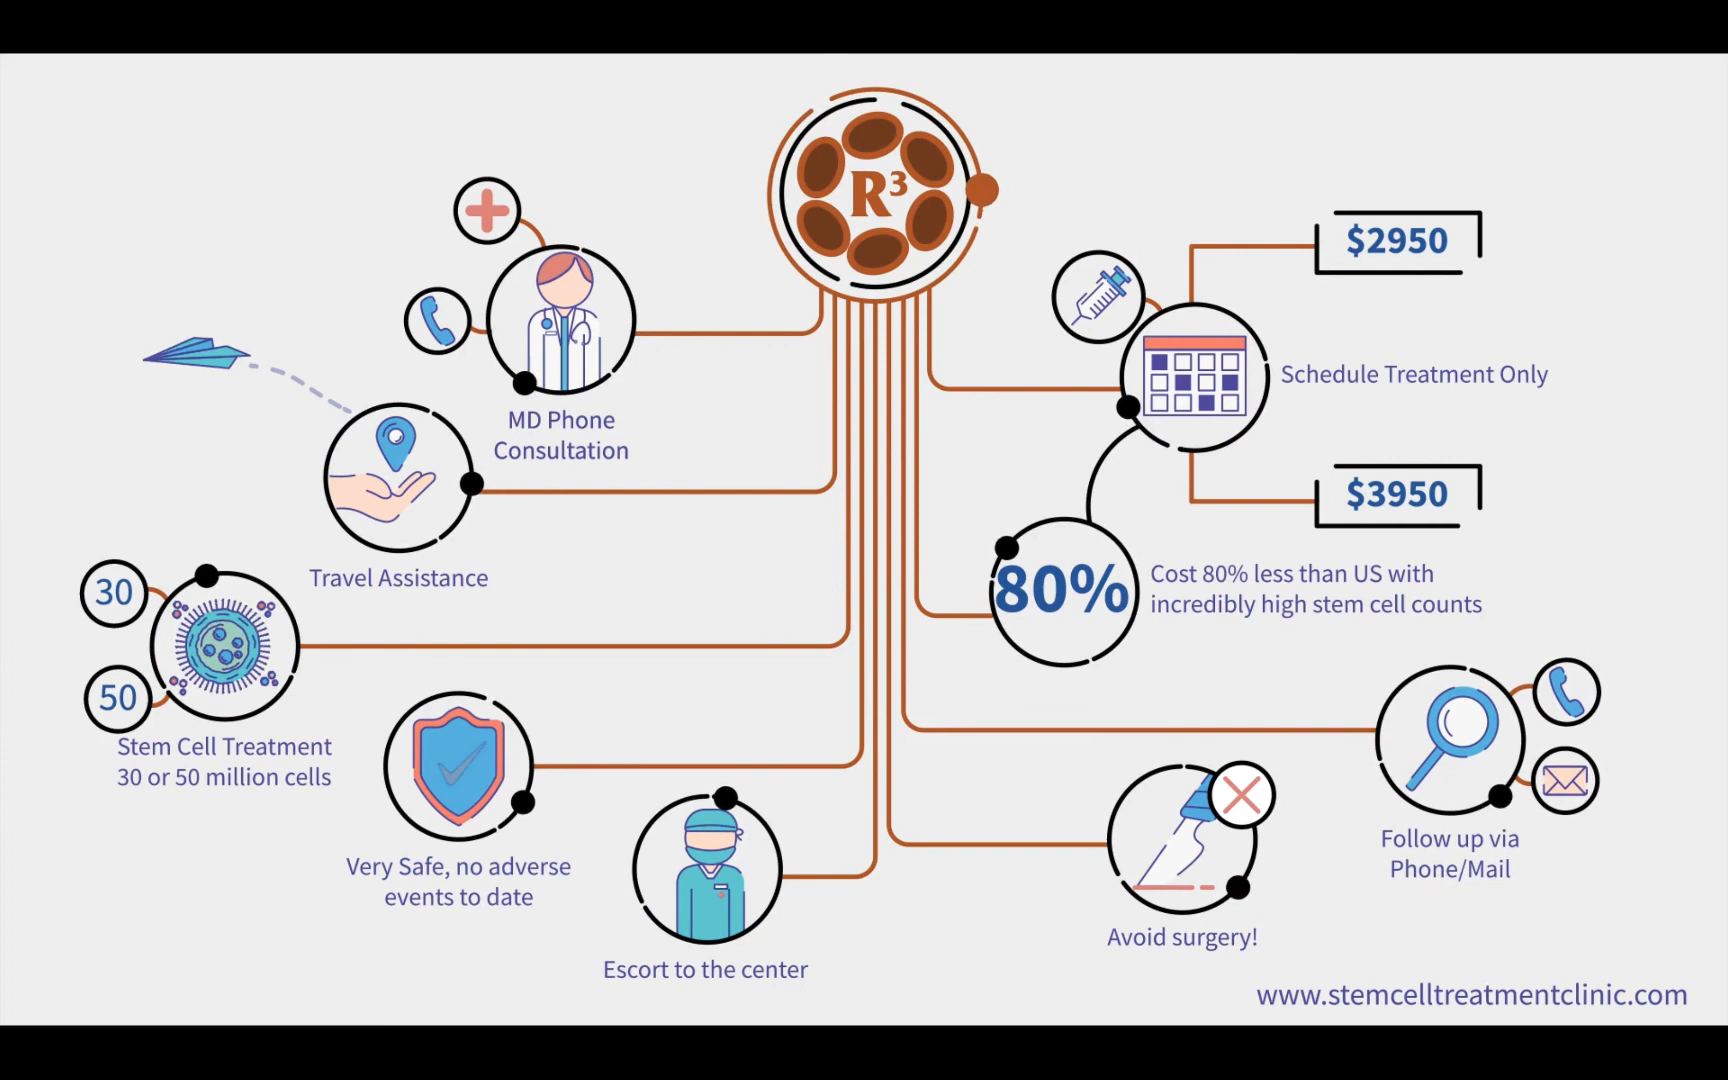 R³
$2950
Schedule Treatment Only
$3950
MD Phone
Consultation
Travel Assistance
80%
Cost 80% less than US with
incredibly high stem cell counts
30
50
Stem Cell Treatment
30 or 50 million cells
Very Safe, no adverse
events to date
Escort to the center
Follow up via
Phone/Mail
Avoid surgery!
www.stemcelltreatmentclinic.com